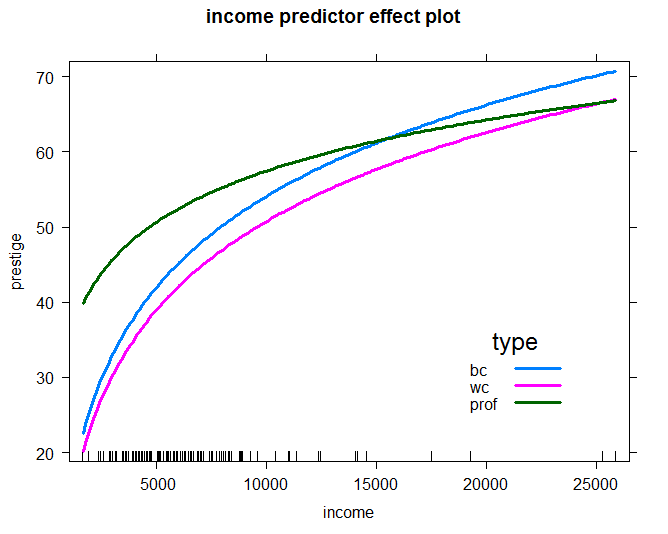 income predictor effect plot
70
60
50
40
30
20
prestige
type
bc
wc
prof
5000 10000 15000 20000 25000
income